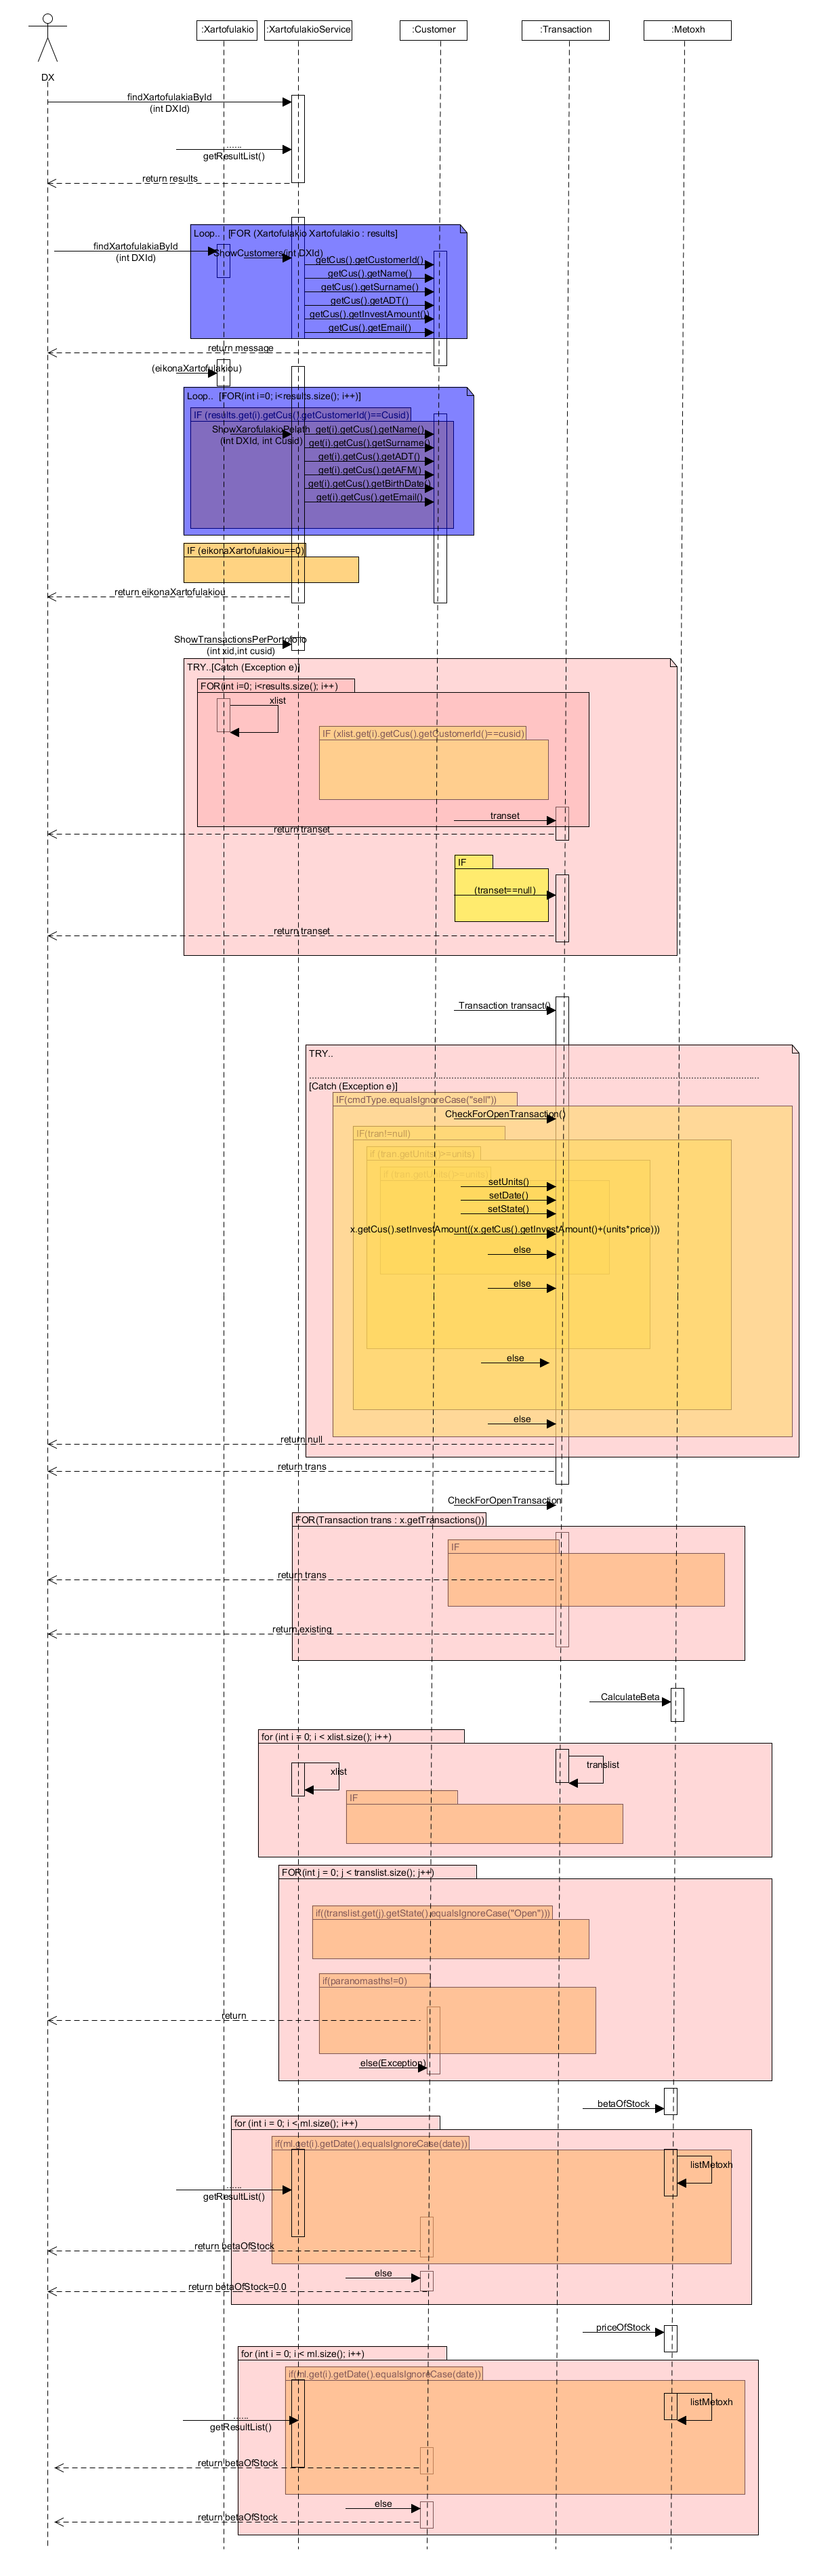 :Xartofulakio
:XartofulakioService
:Customer
:Transaction
:Metoxh
DX
findXartofulakiaById
(int DXId)
......
getResultList()
return results
Loop.. [FOR (Xartofulakio Xartofulakio : results]
findXartofulakiaById
(int DXId)
ShowCustomers(int DXId)
getCus().getCustomerId()
getCus().getName()
getCus().getSurname()
getCus().getADT()
getCus().getInvestAmount())
getCus().getEmail()
return message
(eikonaXartofulakiou)
Loop.. [FOR(int i=0; i<results.size(); i++)]
IF (results.get(i).getCus().getCustomerId()==Cusid)
ShowXarofulakioPelath
(int DXId, int Cusid)
get(i).getCus().getName()
get(i).getCus().getSurname()
get(i).getCus().getADT()
get(i).getCus().getAFM()
get(i).getCus().getBirthDate()
get(i).getCus().getEmail()
IF (eikonaXartofulakiou==0)
return eikonaXartofulakiou
ShowTransactionsPerPortofolio
(int xid,int cusid)
TRY..[Catch (Exception e)]
FOR(int i=0; i<results.size(); i++)
xlist
IF (xlist.get(i).getCus().getCustomerId()==cusid)
transet
return transet
IF
(transet==null)
return transet
Transaction transact()
TRY..
[Catch (Exception e)]
IF(cmdType.equalsIgnoreCase("sell"))
CheckForOpenTransaction()
IF(tran!=null)
if (tran.getUnits()>=units)
setUnits()
setDate()
setState()
x.getCus().setInvestAmount((x.getCus().getInvestAmount()+(units*price)))
else
else
else
else
return null
return trans
CheckForOpenTransaction
FOR(Transaction trans : x.getTransactions())
IF
return trans
return existing
CalculateBeta
for (int i = 0; i < xlist.size(); i++)
xlist
translist
IF
FOR(int j = 0; j < translist.size(); j++)
if((translist.get(j).getState().equalsIgnoreCase("Open")))
if(paranomasths!=0)
return
else(Exception)
betaOfStock
for (int i = 0; i < ml.size(); i++)
if(ml.get(i).getDate().equalsIgnoreCase(date))
listMetoxh
......
getResultList()
return betaOfStock
else
return betaOfStock=0.0
priceOfStock
for (int i = 0; i < ml.size(); i++)
if(ml.get(i).getDate().equalsIgnoreCase(date))
listMetoxh
......
getResultList()
return betaOfStock
else
return betaOfStock